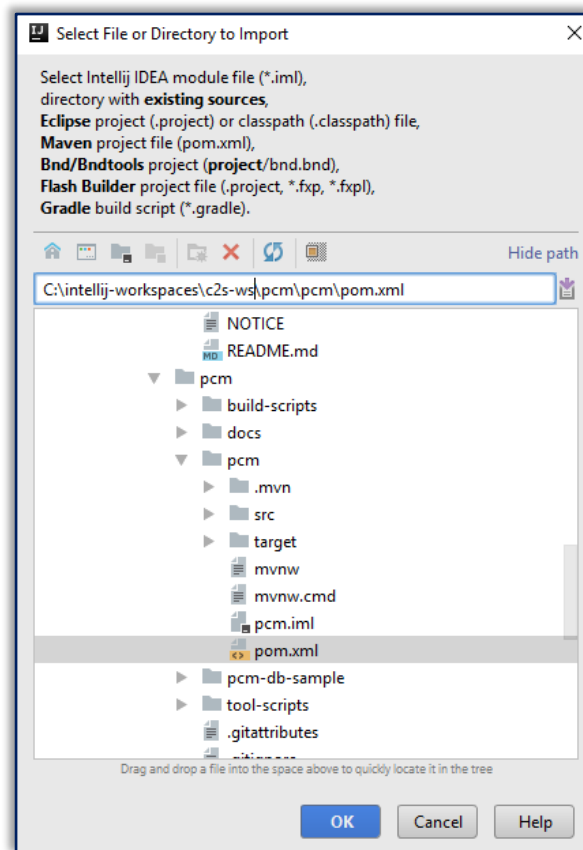 IJ
Select File or Directory to Import
Select Intellij IDEA module file (*.iml),
directory with existing sources,
Eclipse project (.project) or classpath (.classpath) file,
Maven project file (pom.xml),
Bnd/Bndtools project (project/bnd.bnd),
Flash Builder project file (.project, *.fxp, *.fxpl),
Gradle build script (*.gradle).
Hide path
C:\intellij-workspaces\c2s-ws\pcm\pcm\pom.xml
NOTICE
MD README.md
pcm
build-scripts
docs
pcm
.mvn
src
target
mvnw
mvnw.cmd
pcm.iml
pom.xml
pcm-db-sample
tool-scripts
.gitattributes
.gitignore
Drag and drop a file into the space above to quickly locate it in the tree
OK Cancel Help